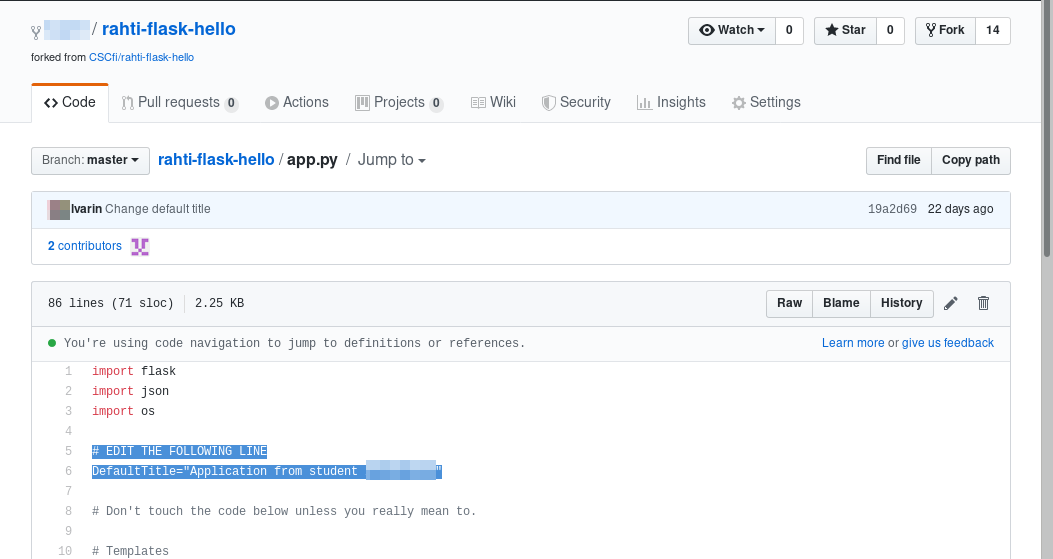 / rahti-flask-hello
Watch 0 Star 0 Fork 14
forked from CSCfi/rahti-flask-hello
Code Pull requests 0 Actions Projects 0 Wiki Security Insights Settings
Branch: master rahti-flask-hello / app.py / Jump to Find file Copy path
lvarin Change default title 19a2d69 22 days ago
2 contributors
86 lines (71 sloc) 2.25 KB Raw Blame History
You're using code navigation to jump to definitions or references. Learn more or give us feedback
1 import flask
2 import json
3 import os
4
5 # EDIT THE FOLLOWING LINE
6 DefaultTitle="Application from student "
7
8 # Don't touch the code below unless you really mean to.
9
10 # Templates